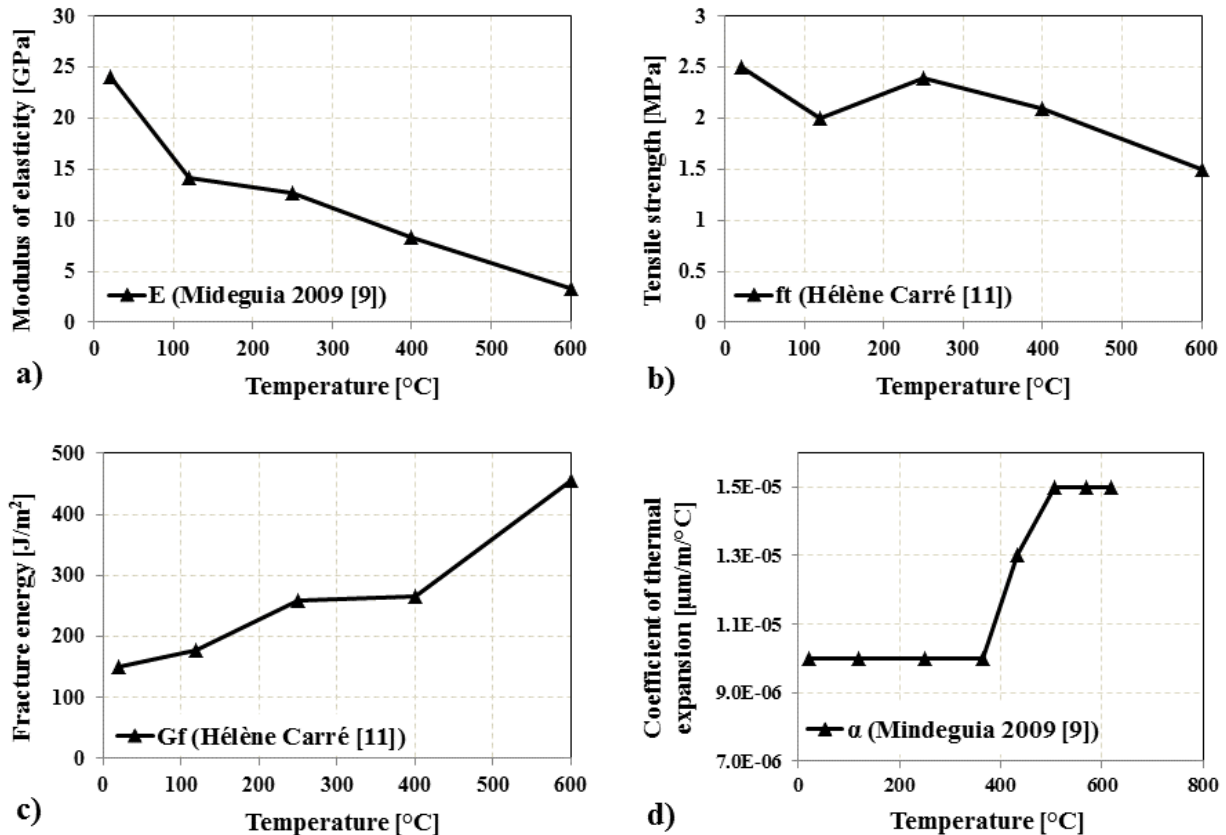 Modulus of elasticity [GPa]
30
25
20
15
10
5
0
E (Mideguia 2009 [9])
0 100 200 300 400 500 600
Temperature [°C]
a)
Tensile strength [MPa]
3
2.5
2
1.5
1
0.5
0
ft (Hélène Carré [11])
0 100 200 300 400 500 600
Temperature [°C]
b)
Fracture energy [J/m²]
500
400
300
200
100
0
Gf (Hélène Carré [11])
0 100 200 300 400 500 600
Temperature [°C]
c)
Coefficient of thermal
expansion [µm/m/°C]
1.5E-05
1.3E-05
1.1E-05
9.0E-06
7.0E-06
α (Mindeguia 2009 [9])
0 200 400 600 800
Temperature [°C]
d)